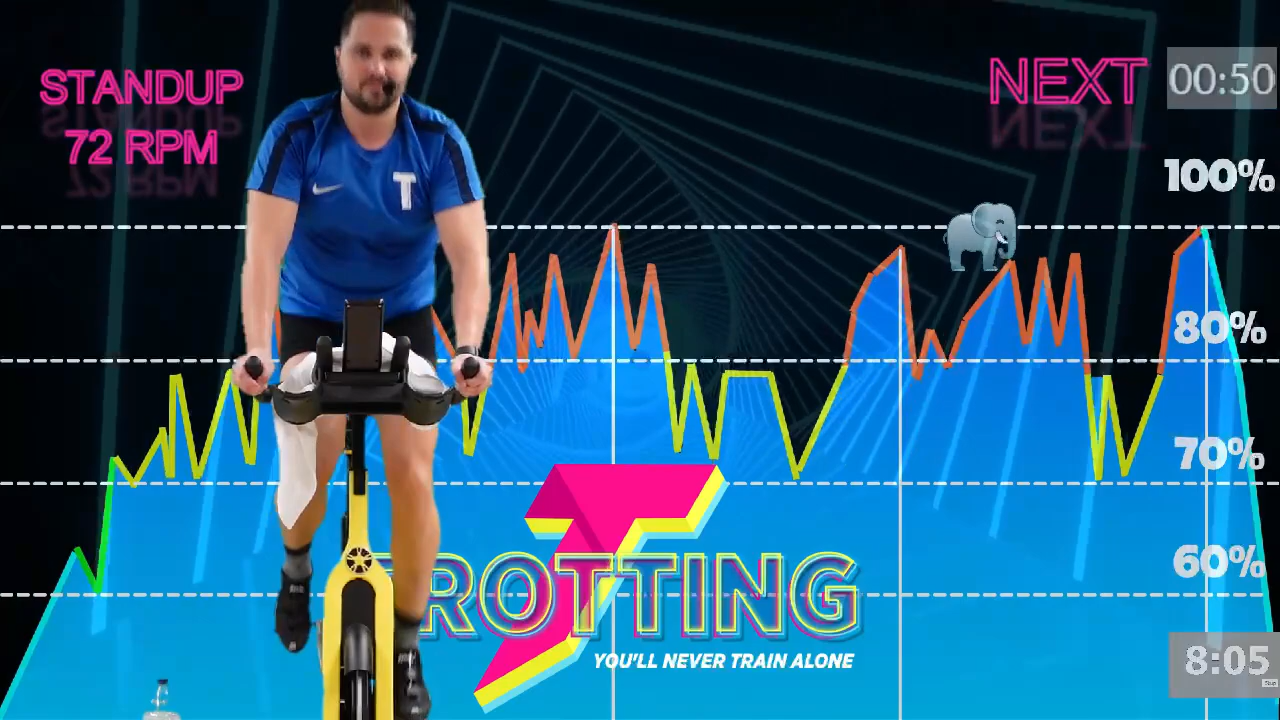 STANDUP
72 RPM
NEXT
00:50
100%
80%
70%
60%
T
TROTTING
YOU'LL NEVER TRAIN ALONE
8:05